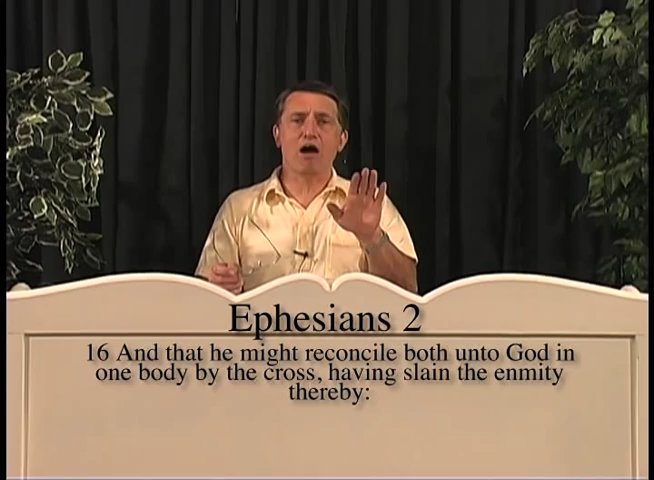 Ephesians 2
16 And that he might reconcile both unto God in
one body by the cross, having slain the enmity
thereby: